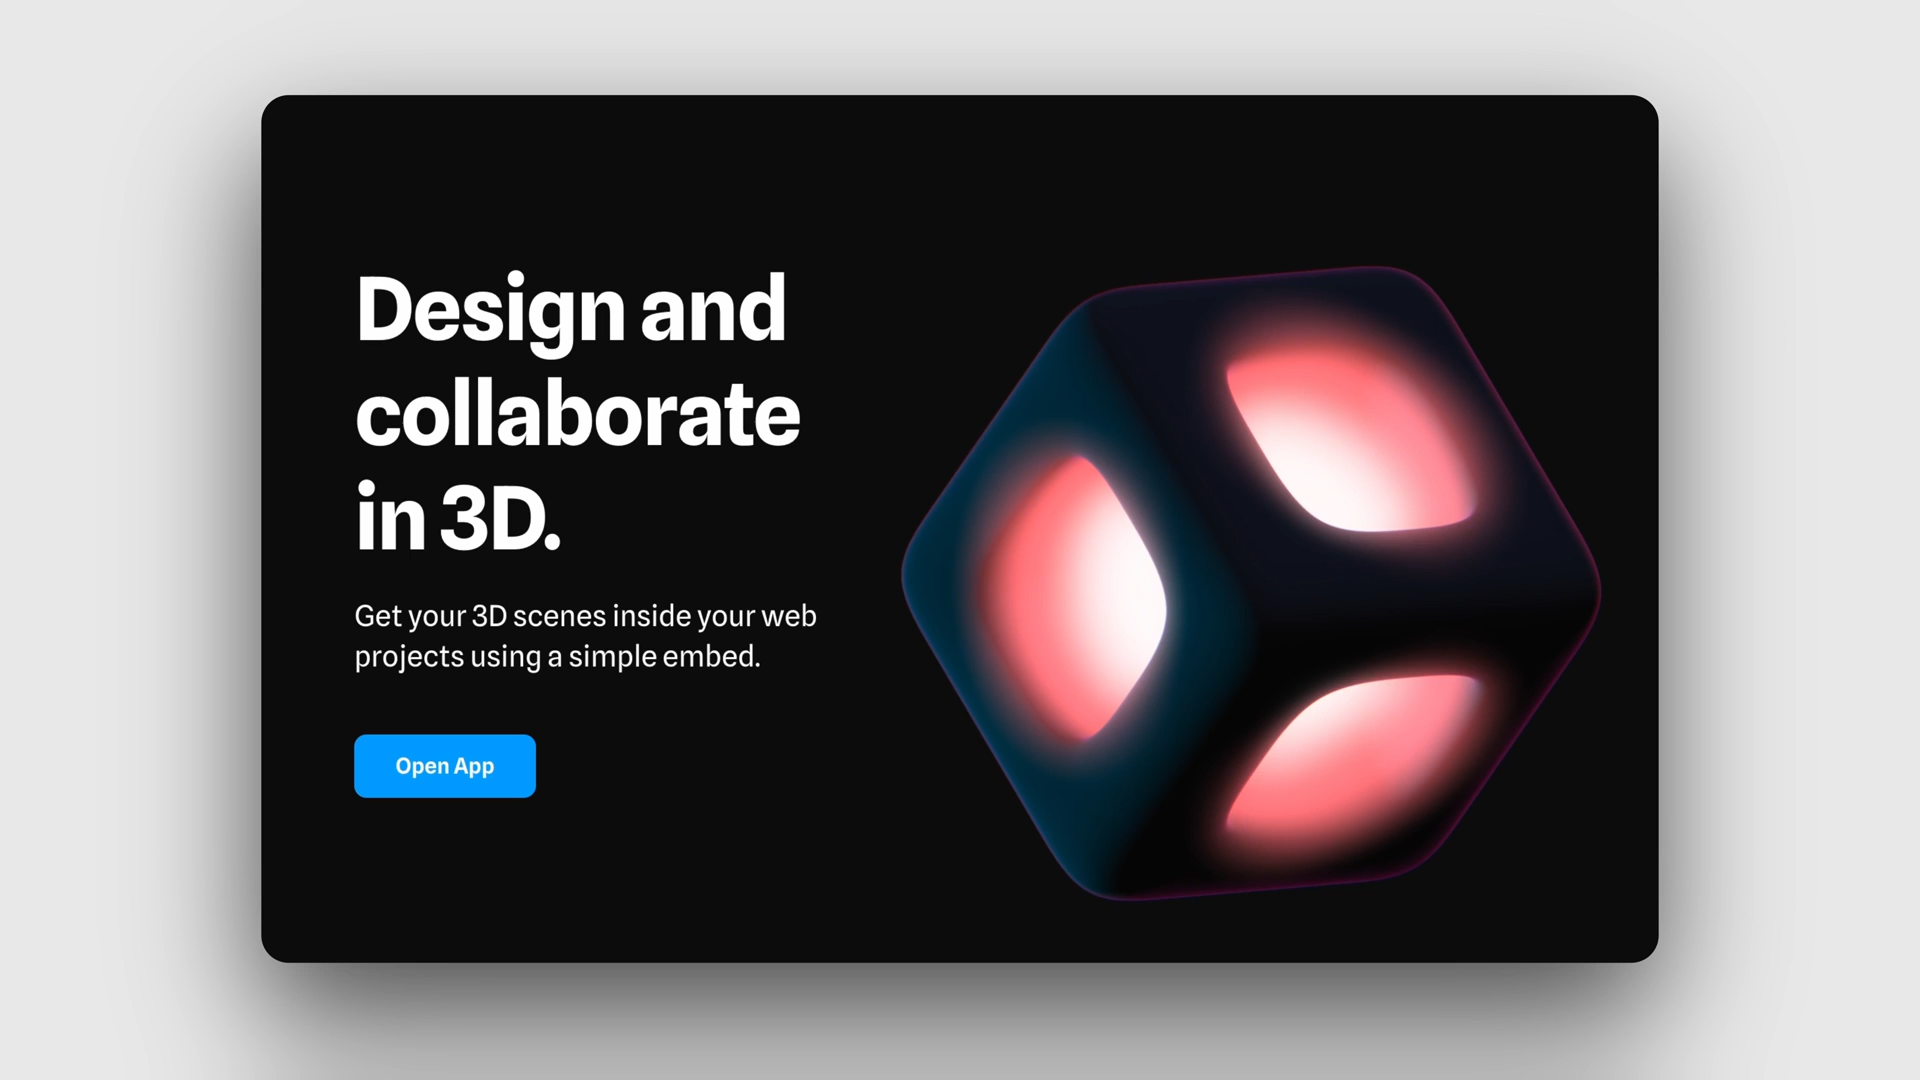 Design and
collaborate
in 3D.
Get your 3D scenes inside your web
projects using a simple embed.
Open App